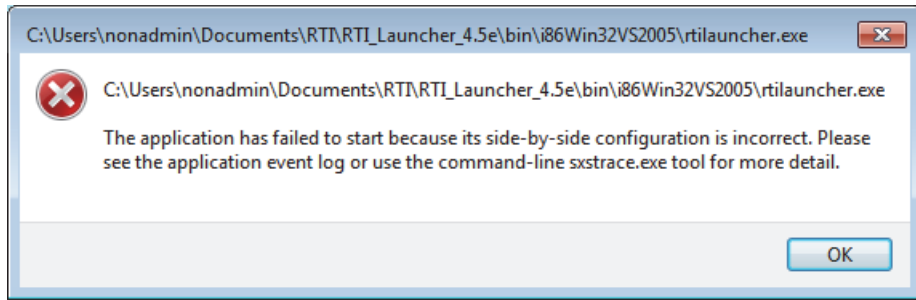 C:\Users\nonadmin\Documents\RTI\RTI_Launcher_4.5e\bin\i86Win32VS2005\rtilauncher.exe
C:\Users\nonadmin\Documents\RTI\RTI_Launcher_4.5e\bin\i86Win32VS2005\rtilauncher.exe
The application has failed to start because its side-by-side configuration is incorrect. Please
see the application event log or use the command-line sxstrace.exe tool for more detail.
OK